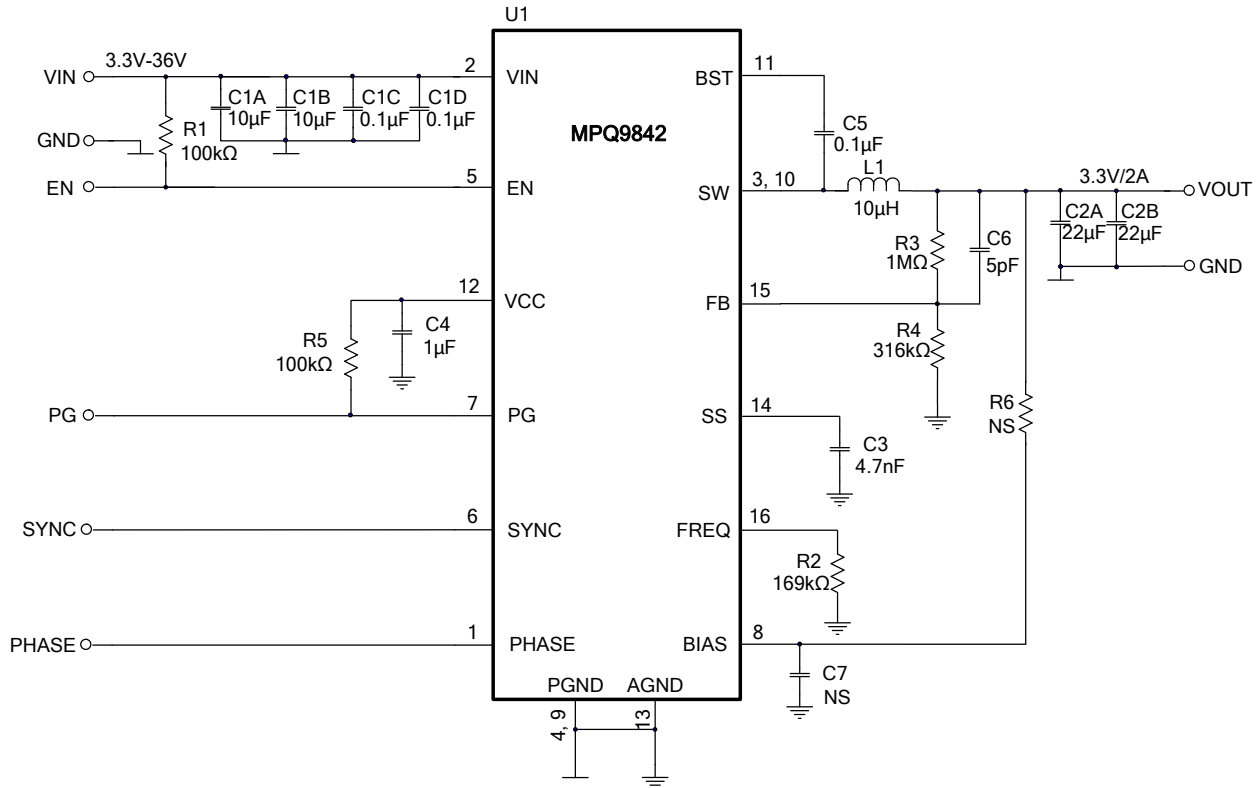 U1
3.3V-36V
VIN
GND
EN
R1
100kΩ
C1A
10µF
C1B
10µF
C1C
0.1µF
C1D
0.1µF
2
VIN
5
EN
MPQ9842
BST
11
C5
0.1µF
SW
3, 10
L1
10µH
3.3V/2A
VOUT
GND
C2A
22µF
C2B
22µF
R3
1MΩ
C6
5pF
FB
15
R4
316kΩ
12
VCC
C4
1µF
R5
100kΩ
PG
7
PG
SS
14
C3
4.7nF
R6
NS
SYNC
6
SYNC
FREQ
16
R2
169kΩ
PHASE
1
PHASE
BIAS
8
C7
NS
PGND
AGND
4, 9
13